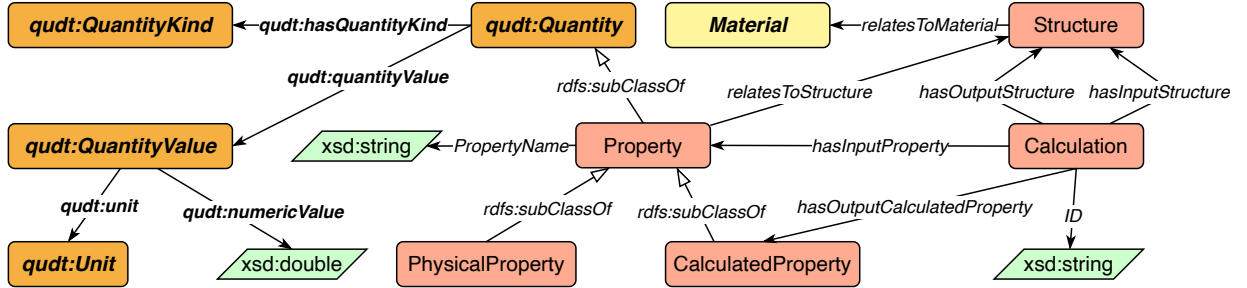 qudt:QuantityKind
qudt:hasQuantityKind
qudt:Quantity
Material
relatesToMaterial
Structure
qudt:quantityValue
rdfs:subClassOf
relatesToStructure
hasOutputStructure
hasInputStructure
qudt:QuantityValue
xsd:string
PropertyName
Property
hasInputProperty
Calculation
qudt:unit
qudt:numericValue
rdfs:subClassOf
rdfs:subClassOf
hasOutputCalculatedProperty
ID
qudt:Unit
xsd:double
PhysicalProperty
CalculatedProperty
xsd:string